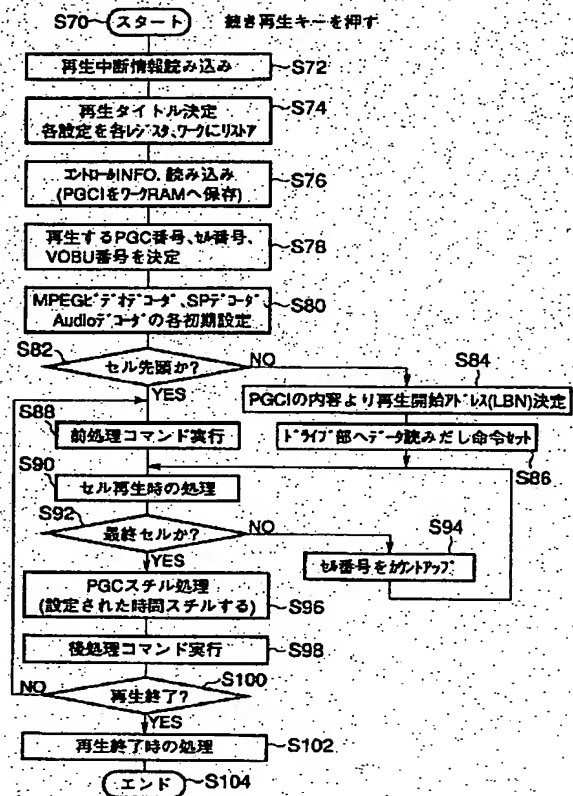 S70 スタート 続き再生キーを押す
再生中断情報読み込み S72
再生タイトル決定 S74
各設定を各レジスタ、ワークにリストア
コントロールINFO. 読み込み S76
(PGCIをワークRAMへ保存)
再生するPGC番号、セル番号、 S78
VOBU番号を決定
MPEGビデオデコーダ、SPデコーダ、 S80
Audioデコーダの各初期設定
S82 セル先頭か? NO S84
YES
PGCIの内容より再生開始アドレス(LBN)決定
S88 前処理コマンド実行
ドライブ部へデータ読みだし命令セット S86
S90 セル再生時の処理
S92 最終セルか? NO S94
YES
セル番号をカウントアップ
PGCスチル処理 S96
(設定された時間スチルする)
後処理コマンド実行 S98
NO 再生終了? S100
YES
再生終了時の処理 S102
エンド S104